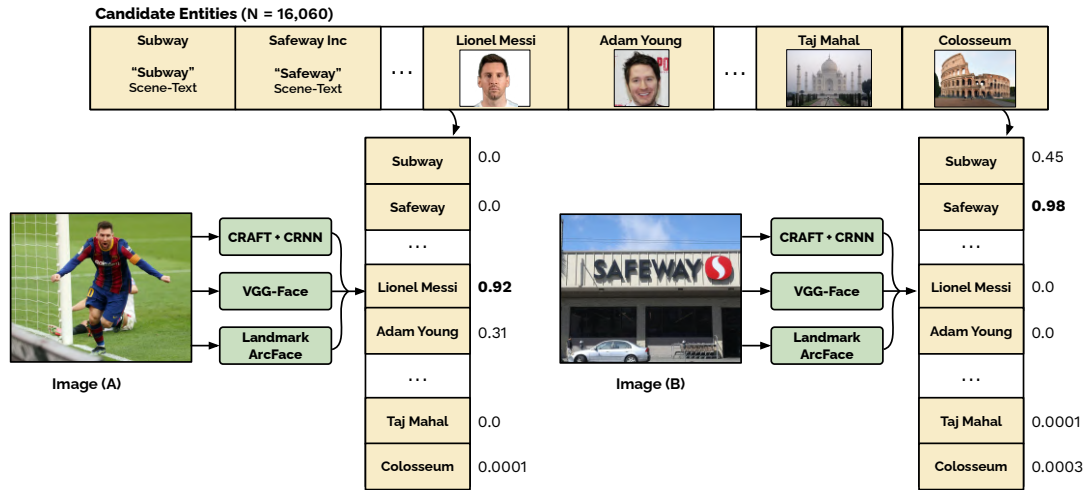 Candidate Entities (N = 16,060)
Subway
“Subway”
Scene-Text
Safeway Inc
“Safeway”
Scene-Text
...
Lionel Messi
Adam Young
...
Taj Mahal
Colosseum
Image (A)
CRAFT + CRNN
VGG-Face
Landmark
ArcFace
Subway 0.0
Safeway 0.0
...
Lionel Messi 0.92
Adam Young 0.31
...
Taj Mahal 0.0
Colosseum 0.0001
SAFEWAY
Image (B)
CRAFT + CRNN
VGG-Face
Landmark
ArcFace
Subway 0.45
Safeway 0.98
...
Lionel Messi 0.0
Adam Young 0.0
...
Taj Mahal 0.0001
Colosseum 0.0003